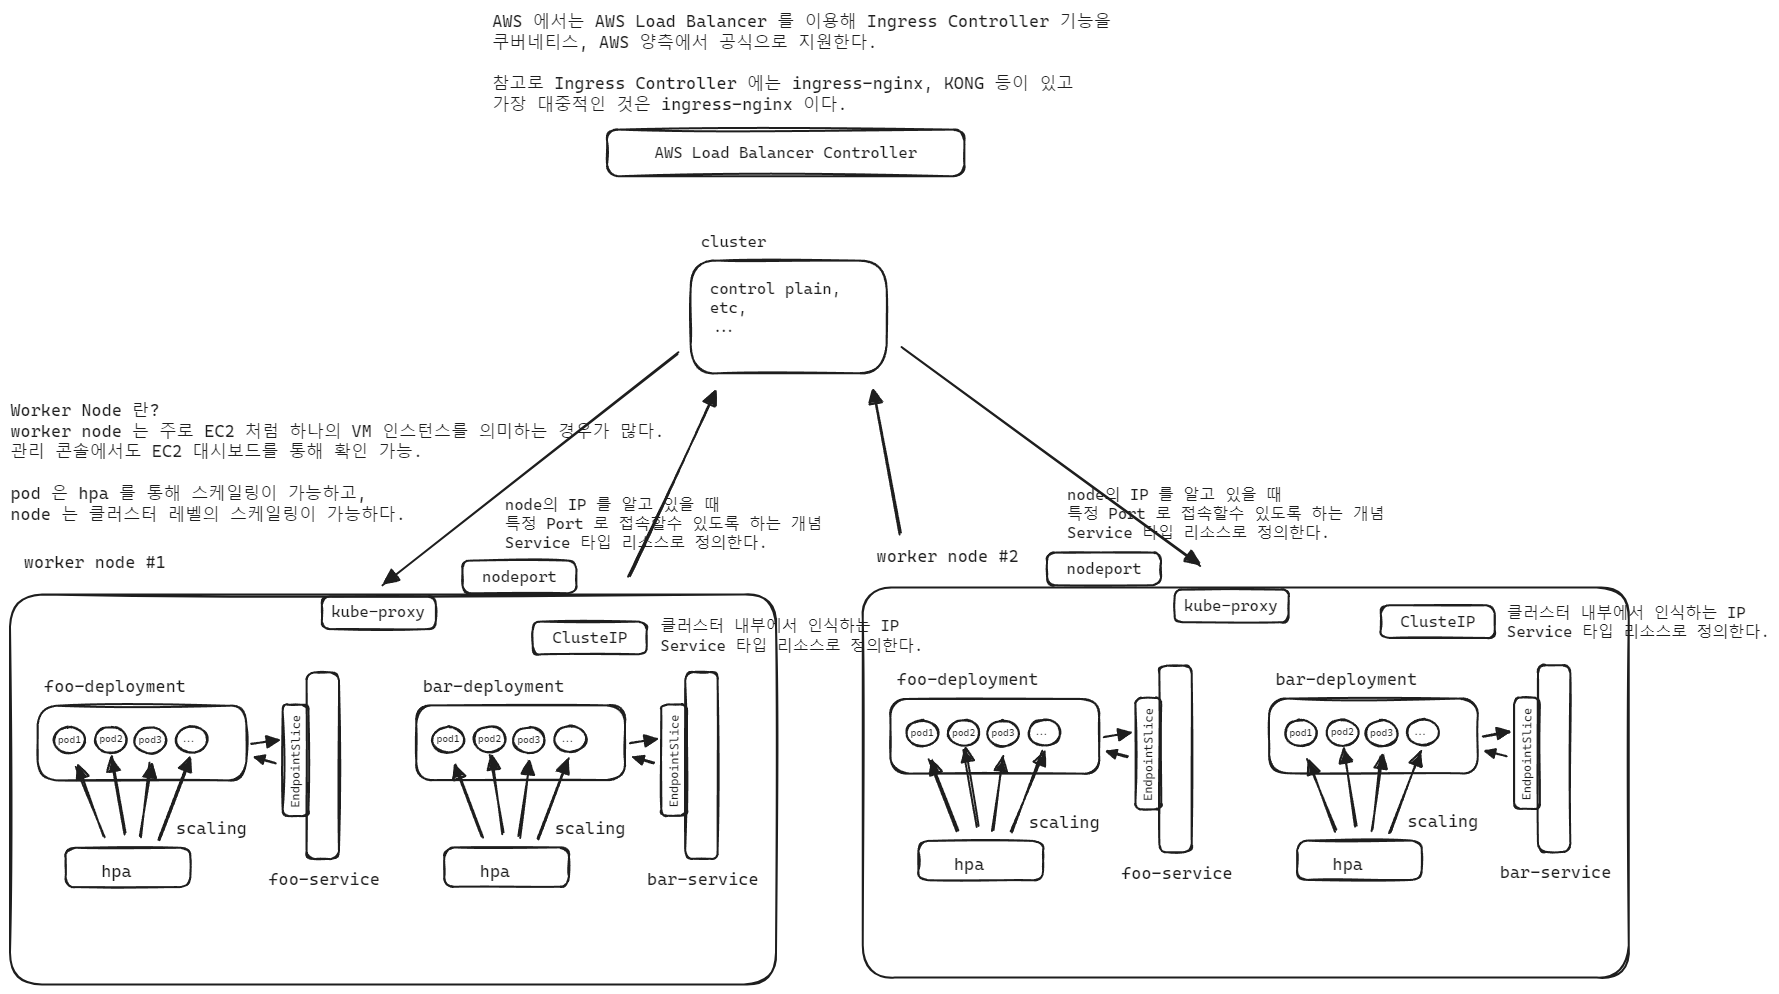 AWS 에서는 AWS Load Balancer 를 이용해 Ingress Controller 기능을
쿠버네티스, AWS 양측에서 공식으로 지원한다.
참고로 Ingress Controller 에는 ingress-nginx, KONG 등이 있고
가장 대중적인 것은 ingress-nginx 이다.
AWS Load Balancer Controller
cluster
control plain,
etc,
...
Worker Node 란?
worker node 는 주로 EC2 처럼 하나의 VM 인스턴스를 의미하는 경우가 많다.
관리 콘솔에서도 EC2 대시보드를 통해 확인 가능.
pod 은 hpa 를 통해 스케일링이 가능하고,
node 는 클러스터 레벨의 스케일링이 가능하다.
node의 IP 를 알고 있을 때
특정 Port 로 접속할수 있도록 하는 개념
Service 타입 리소스로 정의한다.
worker node #1
nodeport
kube-proxy
ClusteIP
클러스터 내부에서 인식하는 IP
Service 타입 리소스로 정의한다.
foo-deployment
pod1
pod2
pod3
...
EndpointSlice
scaling
hpa
foo-service
bar-deployment
pod1
pod2
pod3
...
EndpointSlice
scaling
hpa
bar-service
node의 IP 를 알고 있을 때
특정 Port 로 접속할수 있도록 하는 개념
Service 타입 리소스로 정의한다.
worker node #2
nodeport
kube-proxy
ClusteIP
클러스터 내부에서 인식하는 IP
Service 타입 리소스로 정의한다.
foo-deployment
pod1
pod2
pod3
...
EndpointSlice
scaling
hpa
foo-service
bar-deployment
pod1
pod2
pod3
...
EndpointSlice
scaling
hpa
bar-service